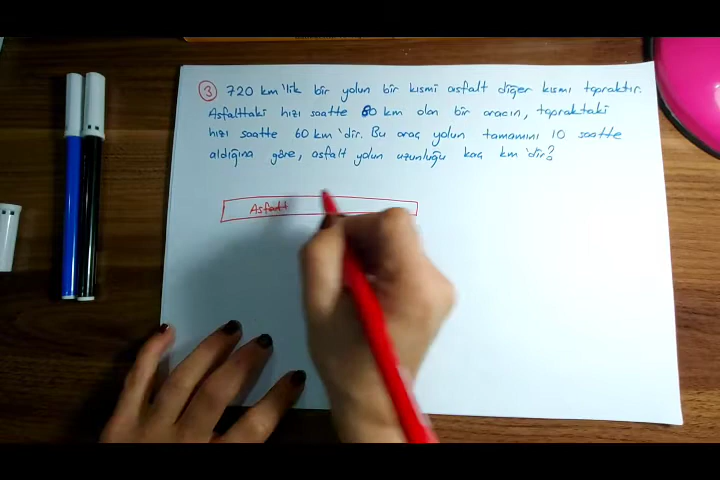 3 720 km'lik bir yolun bir kısmı asfalt diğer kısmı topraktır.
Asfalttaki hızı saatte 80 km olan bir aracın, topraktaki
hızı saatte 60 km'dir. Bu araç yolun tamamını 10 saatte
aldığına göre, asfalt yolun uzunluğu kaç km'dir?
Asfalt